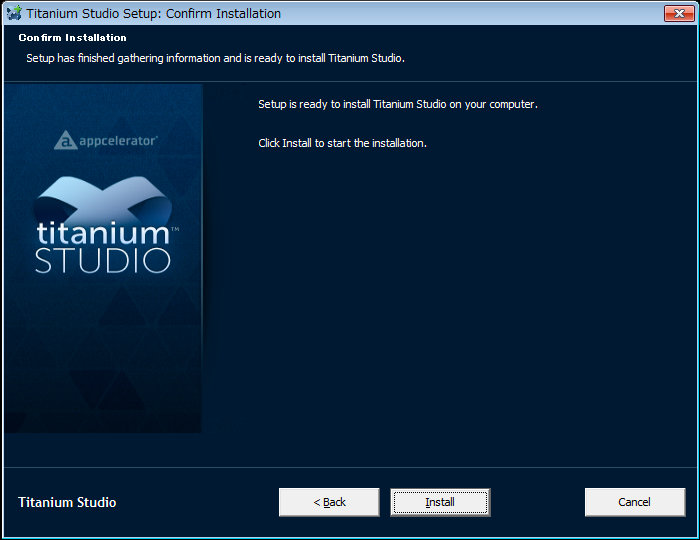 Titanium Studio Setup: Confirm Installation
Confirm Installation
Setup has finished gathering information and is ready to install Titanium Studio.
Setup is ready to install Titanium Studio on your computer.
Click Install to start the installation.
appcelerator®
titanium™
STUDIO
Titanium Studio
< Back
Install
Cancel